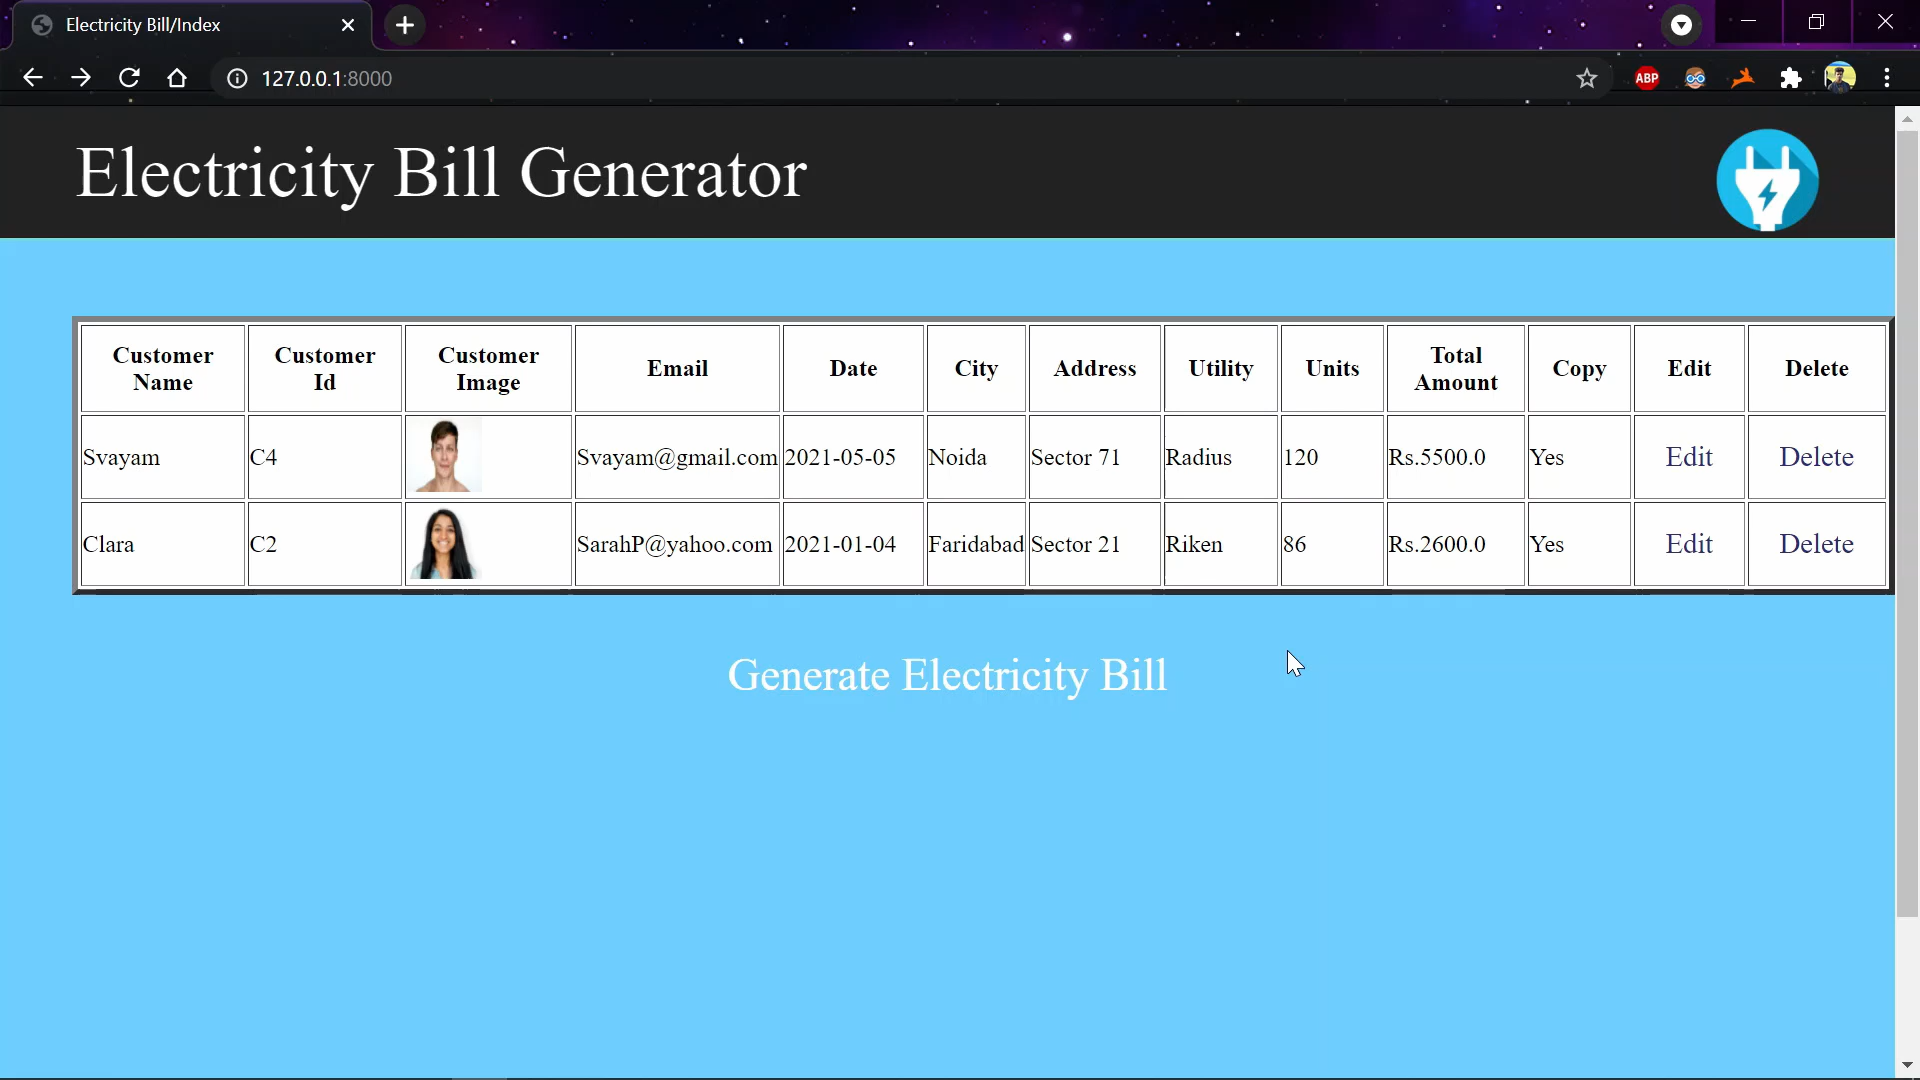 Electricity Bill/Index
127.0.0.1:8000
ABP
Electricity Bill Generator
Customer Name Customer Id Customer Image Email Date City Address Utility Units Total Amount Copy Edit Delete
Svayam C4 Svayam@gmail.com 2021-05-05 Noida Sector 71 Radius 120 Rs.5500.0 Yes Edit Delete
Clara C2 SarahP@yahoo.com 2021-01-04 Faridabad Sector 21 Riken 86 Rs.2600.0 Yes Edit Delete
Generate Electricity Bill